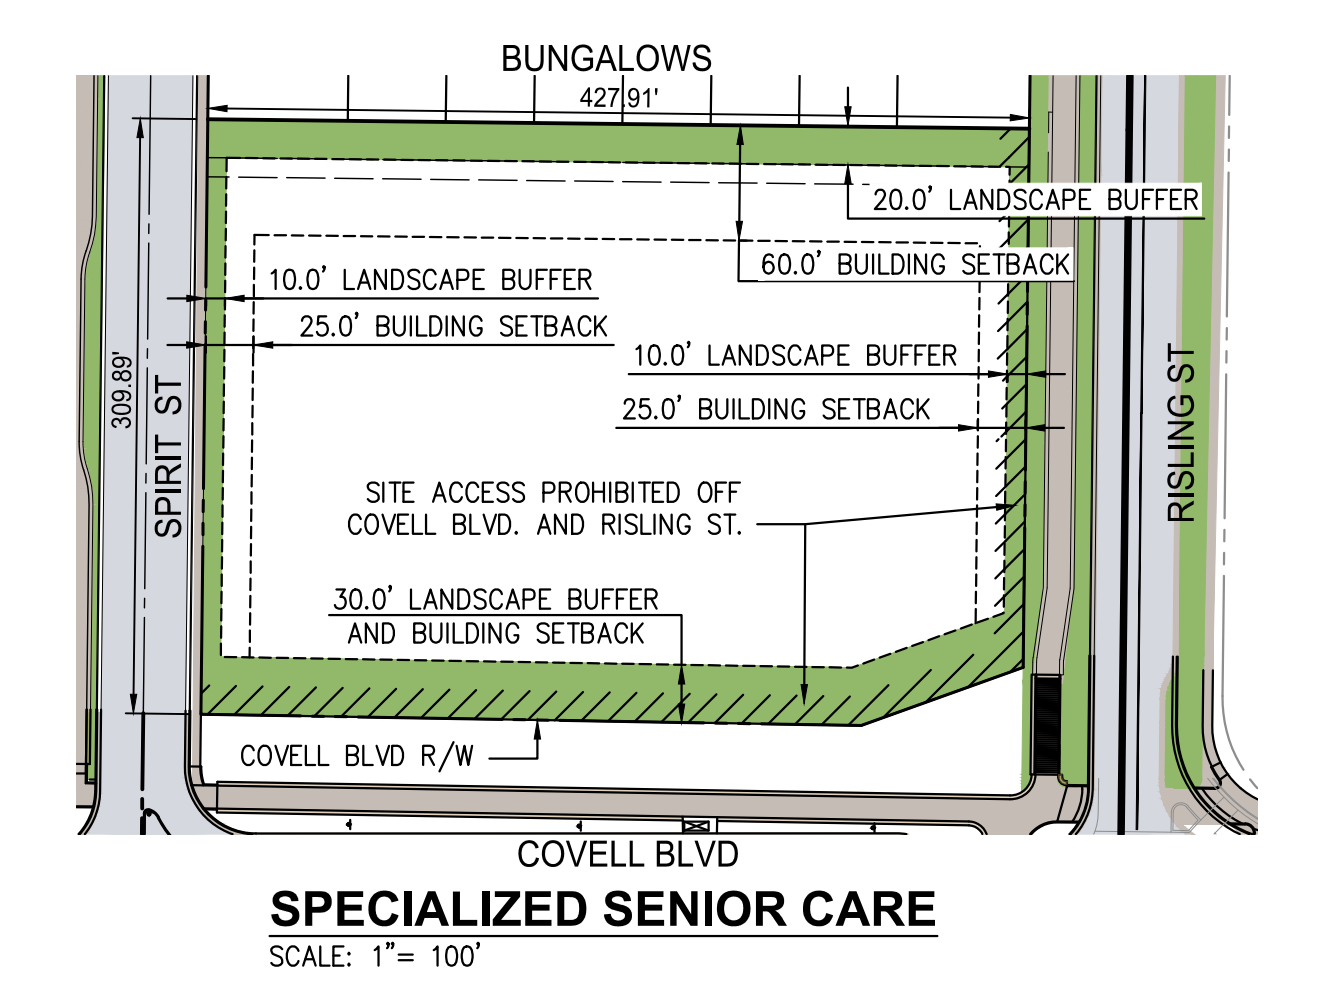 BUNGALOWS
427.91'
20.0' LANDSCAPE BUFFER
60.0' BUILDING SETBACK
10.0' LANDSCAPE BUFFER
25.0' BUILDING SETBACK
10.0' LANDSCAPE BUFFER
25.0' BUILDING SETBACK
309.89'
SPIRIT ST
RISLING ST
SITE ACCESS PROHIBITED OFF
COVELL BLVD. AND RISLING ST.
30.0' LANDSCAPE BUFFER
AND BUILDING SETBACK
COVELL BLVD R/W
COVELL BLVD
SPECIALIZED SENIOR CARE
SCALE: 1"= 100'